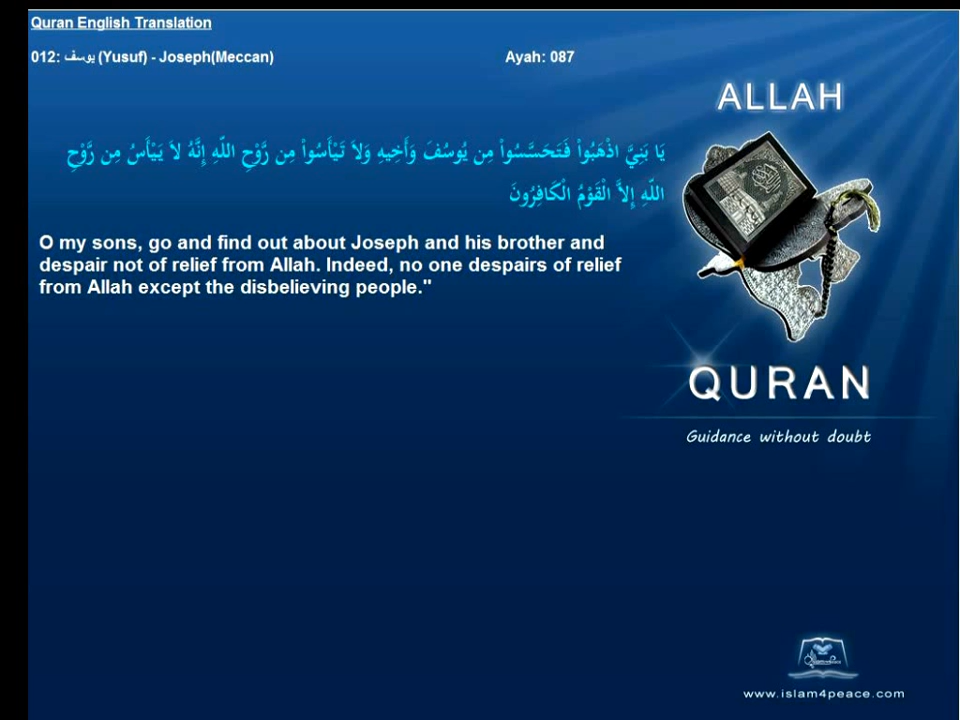 Quran English Translation
012: يوسف (Yusuf) - Joseph(Meccan) Ayah: 087
ALLAH
يَا بَنِيَّ اذْهَبُواْ فَتَحَسَّسُواْ مِن يُوسُفَ وَأَخِيهِ وَلاَ تَيْأَسُواْ مِن رَّوْحِ اللّهِ إِنَّهُ لاَ يَيْأَسُ مِن رَّوْحِ
اللّهِ إِلاَّ الْقَوْمُ الْكَافِرُونَ
O my sons, go and find out about Joseph and his brother and
despair not of relief from Allah. Indeed, no one despairs of relief
from Allah except the disbelieving people."
QURAN
Guidance without doubt
www.islam4peace.com